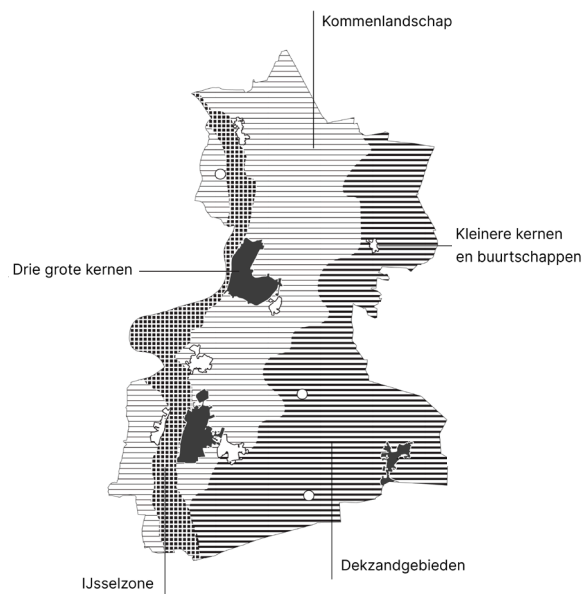 Kommenlandschap
Kleinere kernen
en buurtschappen
Drie grote kernen
Dekzandgebieden
IJsselzone